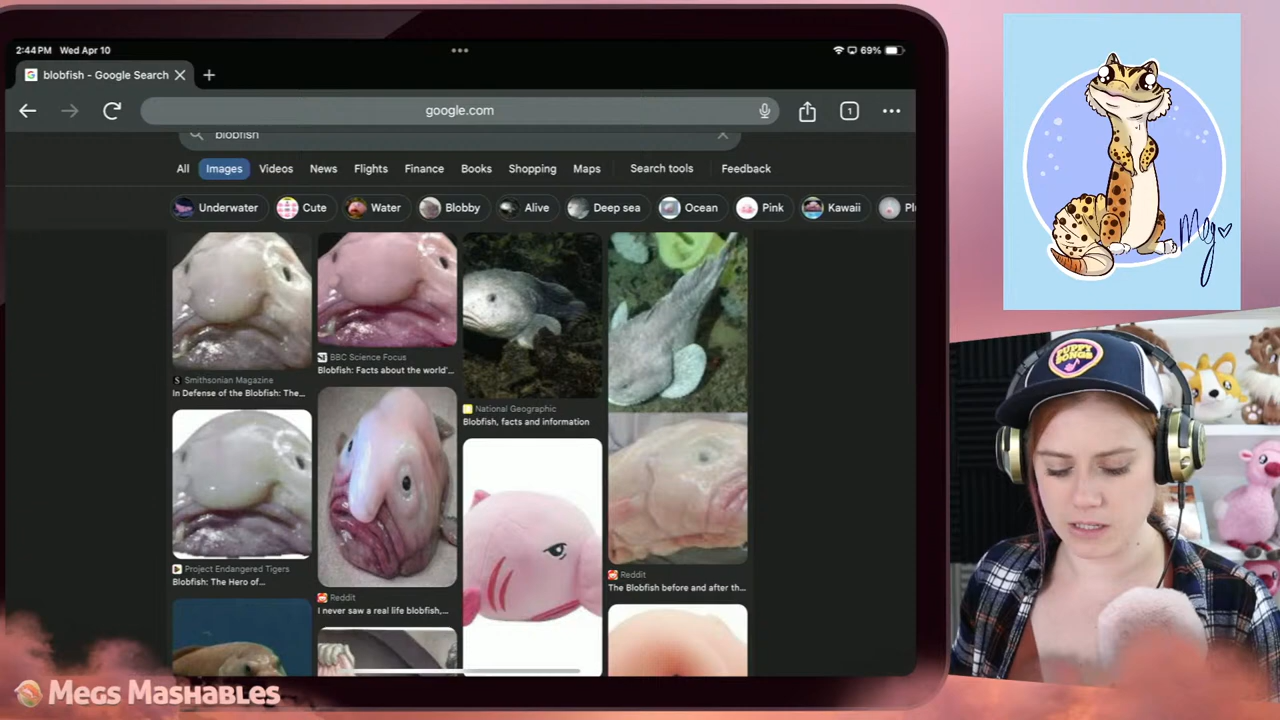 2:44 PM Wed Apr 10
69%
blobfish - Google Search
google.com
1
blobfish
All Images Videos News Flights Finance Books Shopping Maps Search tools Feedback
Underwater Cute Water Blobby Alive Deep sea Ocean Pink Kawaii
Smithsonian Magazine
In Defense of the Blobfish: The...
BBC Science Focus
Blobfish: Facts about the world'...
National Geographic
Blobfish, facts and information
Project Endangered Tigers
Blobfish: The Hero of...
Reddit
I never saw a real life blobfish,...
Reddit
The Blobfish before and after th...
Meg
PUPPY SONGS
MEGS MASHABLES